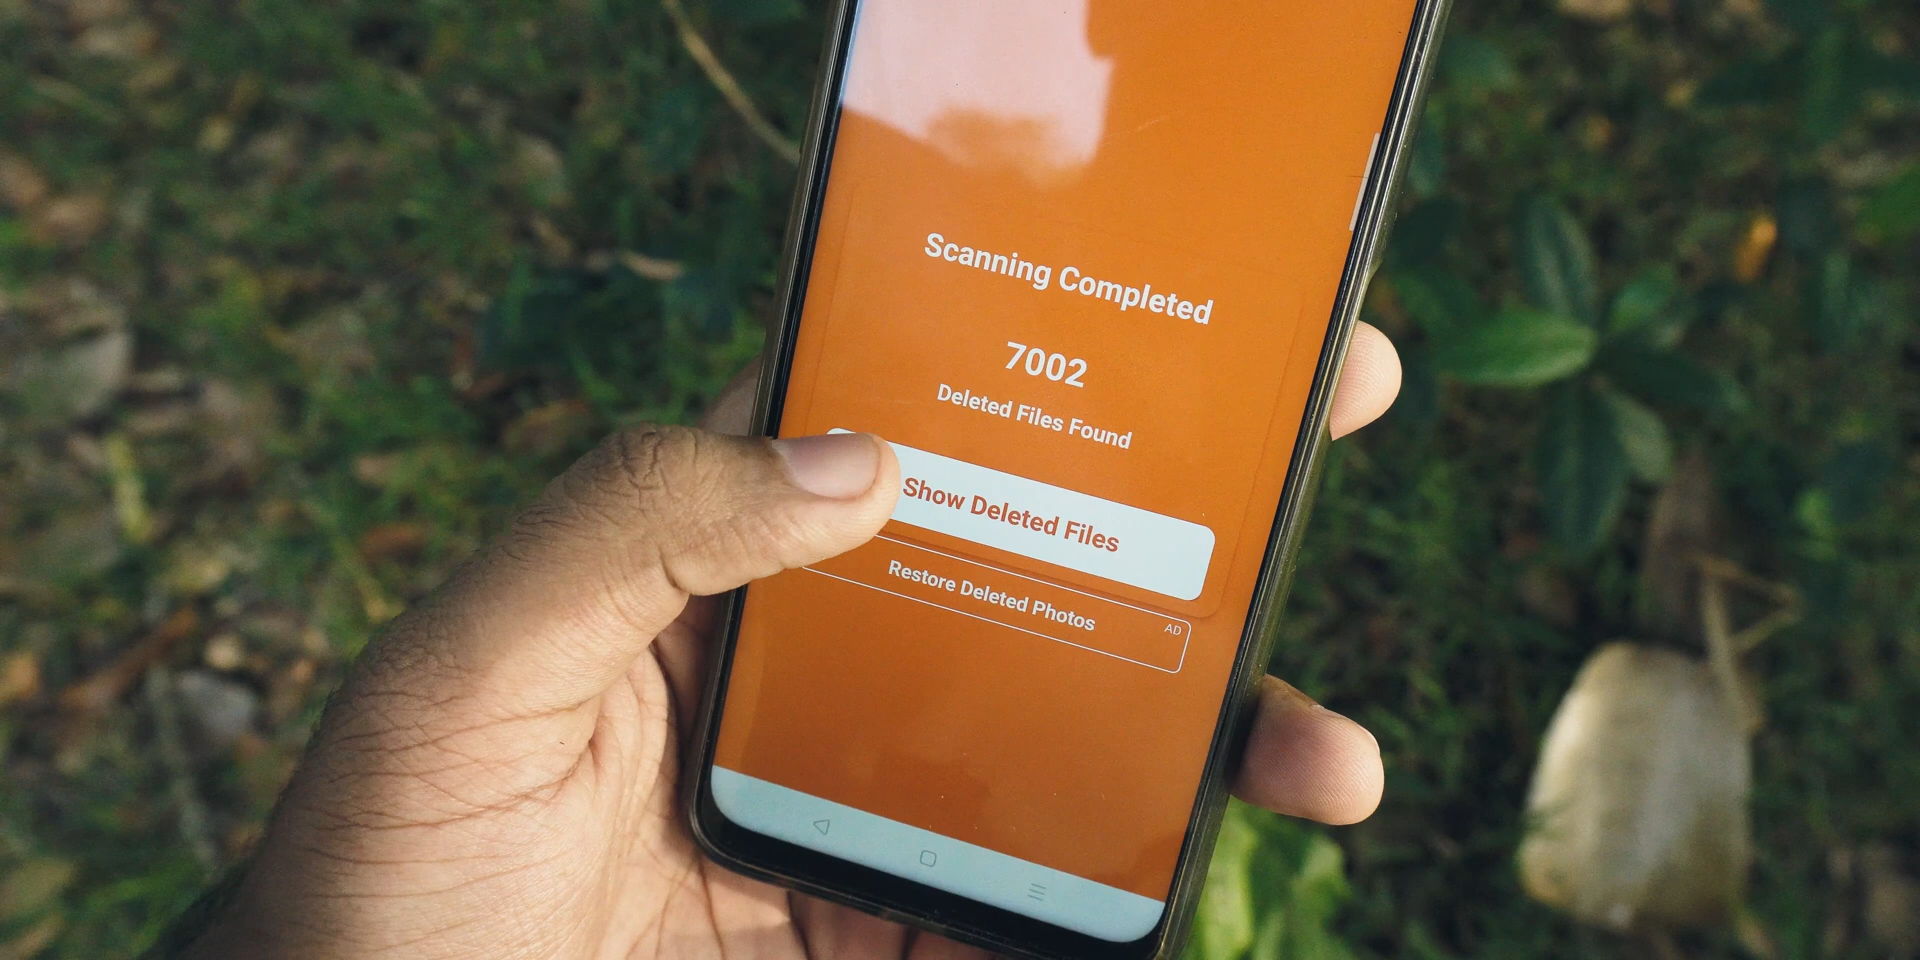 Scanning Completed
7002
Deleted Files Found
Show Deleted Files
Restore Deleted Photos
AD